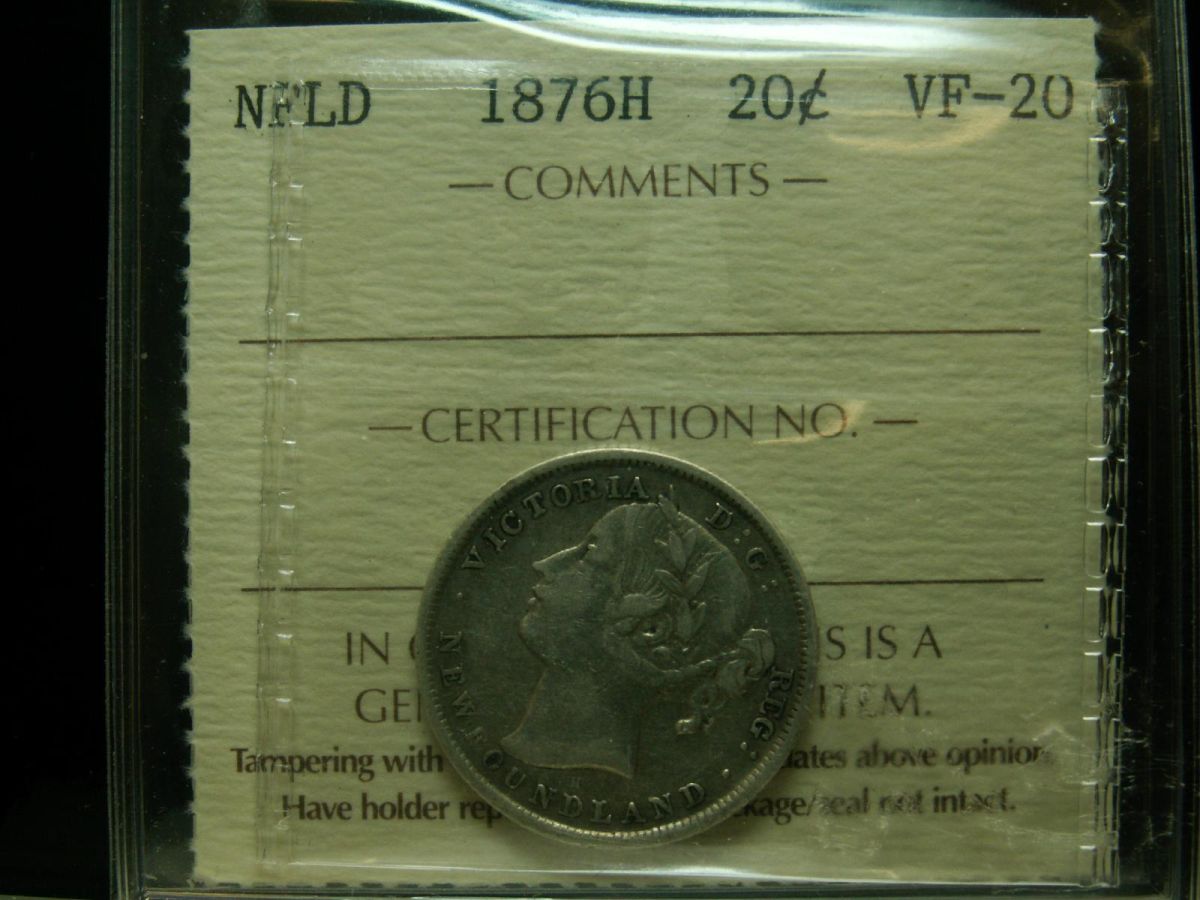 NFLD 1876H 20¢ VF-20
— COMMENTS —
— CERTIFICATION NO. —
VICTORIA D. G: REG:
NEWFOUNDLAND
H
IN S IS A
GE ITEM.
Tampering with ates above opinion.
Have holder rep kage/seal not intact.